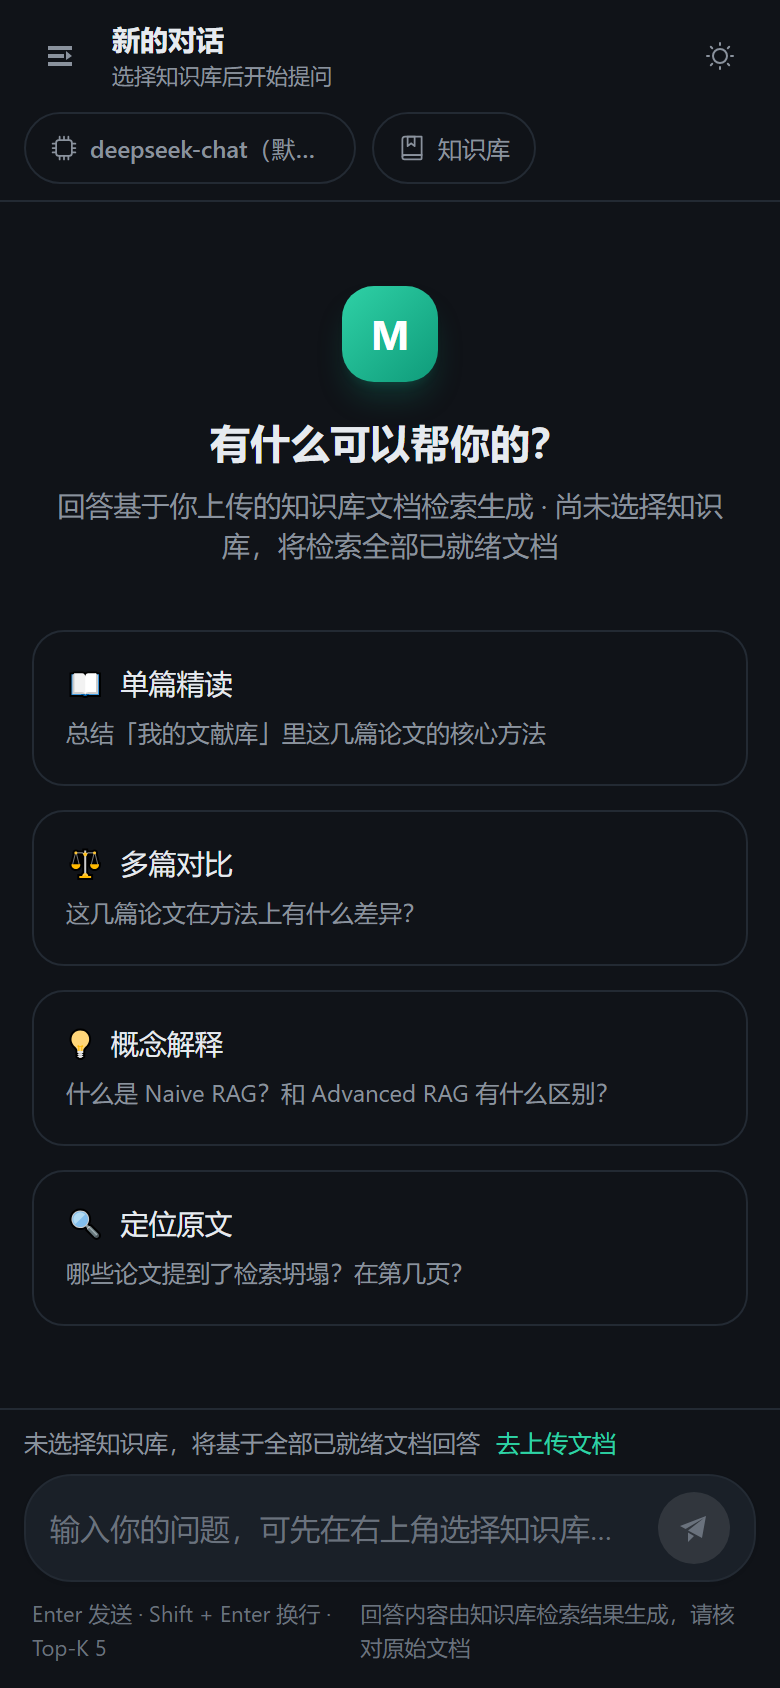 新的对话
选择知识库后开始提问
deepseek-chat（默...
知识库
M
有什么可以帮你的？
回答基于你上传的知识库文档检索生成 · 尚未选择知识
库，将检索全部已就绪文档
单篇精读
总结「我的文献库」里这几篇论文的核心方法
多篇对比
这几篇论文在方法上有什么差异？
概念解释
什么是 Naive RAG？和 Advanced RAG 有什么区别？
定位原文
哪些论文提到了检索坍塌？在第几页？
未选择知识库，将基于全部已就绪文档回答 去上传文档
输入你的问题，可先在右上角选择知识库...
Enter 发送 · Shift + Enter 换行 ·
Top-K 5
回答内容由知识库检索结果生成，请核
对原始文档